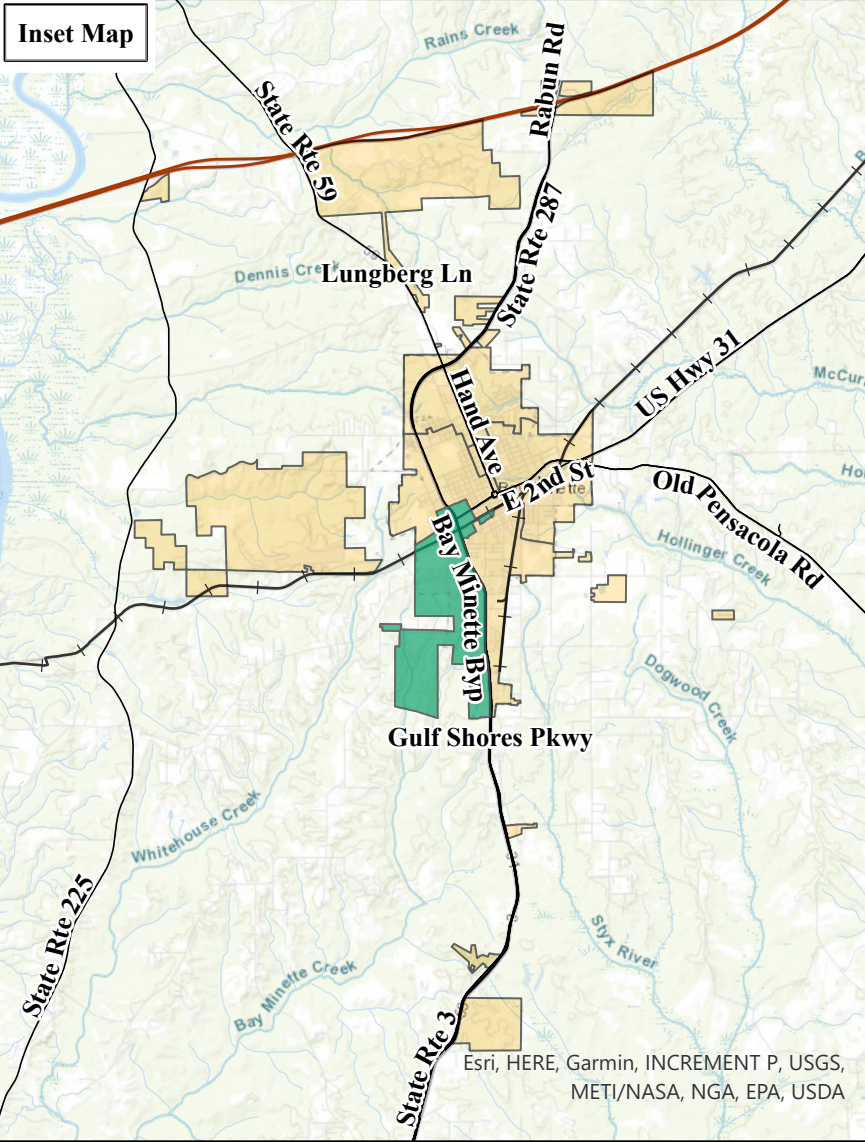 Inset Map
Rains Creek
Rabun Rd
State Rte 59
State Rte 287
59
Dennis Creek
Lungberg Ln
US Hwy 31
Hand Ave
E 2nd St
Old Pensacola Rd
Hollinger Creek
Bay Minette Byp
Dogwood Creek
Gulf Shores Pkwy
Whitehouse Creek
State Rte 225
Styx River
Bay Minette Creek
State Rte 3
Esri, HERE, Garmin, INCREMENT P, USGS,
METI/NASA, NGA, EPA, USDA